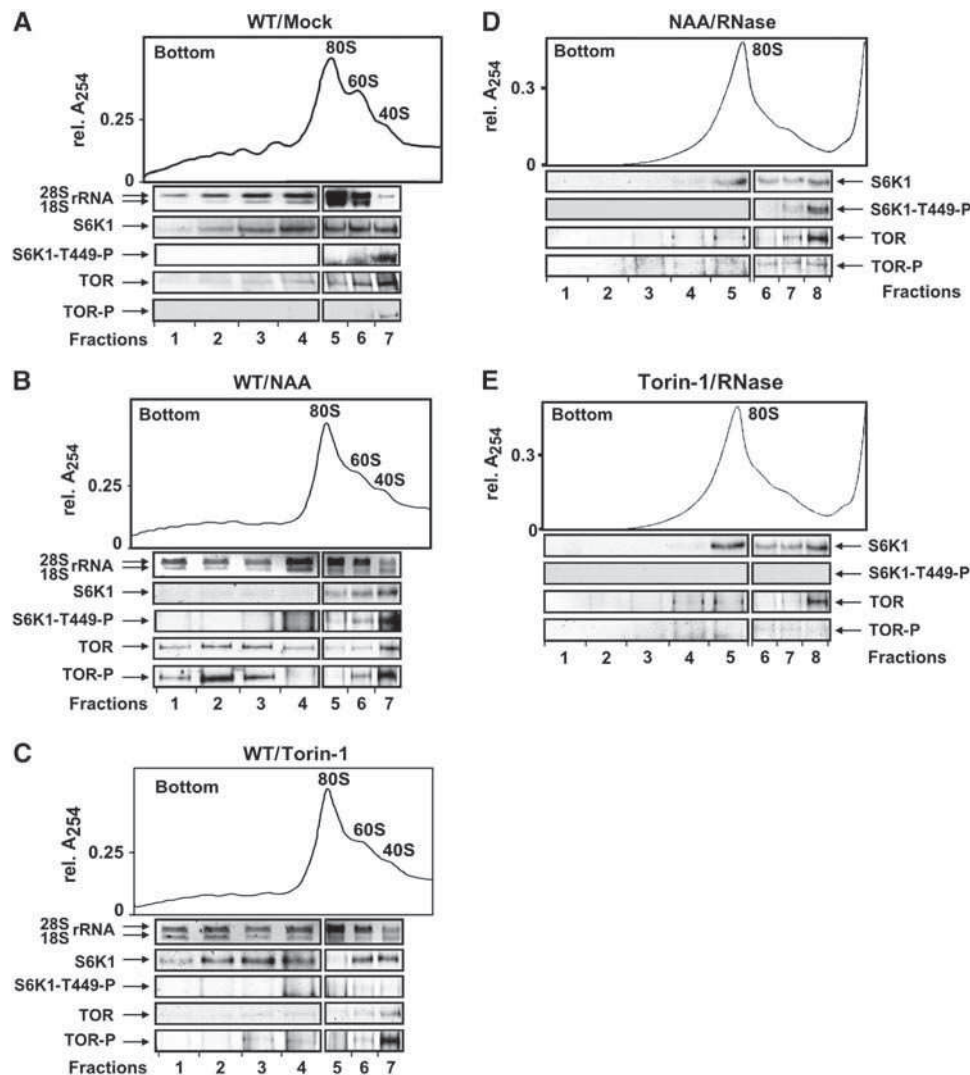 A
WT/Mock
Bottom
80S
60S
40S
rel. A254
0.25
0
28S
18S rRNA
S6K1
S6K1-T449-P
TOR
TOR-P
Fractions 1 2 3 4 5 6 7
B
WT/NAA
Bottom
80S
60S
40S
rel. A254
0.25
0
28S
18S rRNA
S6K1
S6K1-T449-P
TOR
TOR-P
Fractions 1 2 3 4 5 6 7
C
WT/Torin-1
Bottom
80S
60S
40S
rel. A254
0.25
0
28S
18S rRNA
S6K1
S6K1-T449-P
TOR
TOR-P
Fractions 1 2 3 4 5 6 7
D
NAA/RNase
Bottom
80S
rel. A254
0.3
0
S6K1
S6K1-T449-P
TOR
TOR-P
1 2 3 4 5 6 7 8
Fractions
E
Torin-1/RNase
Bottom
80S
rel. A254
0.3
0
S6K1
S6K1-T449-P
TOR
TOR-P
1 2 3 4 5 6 7 8
Fractions